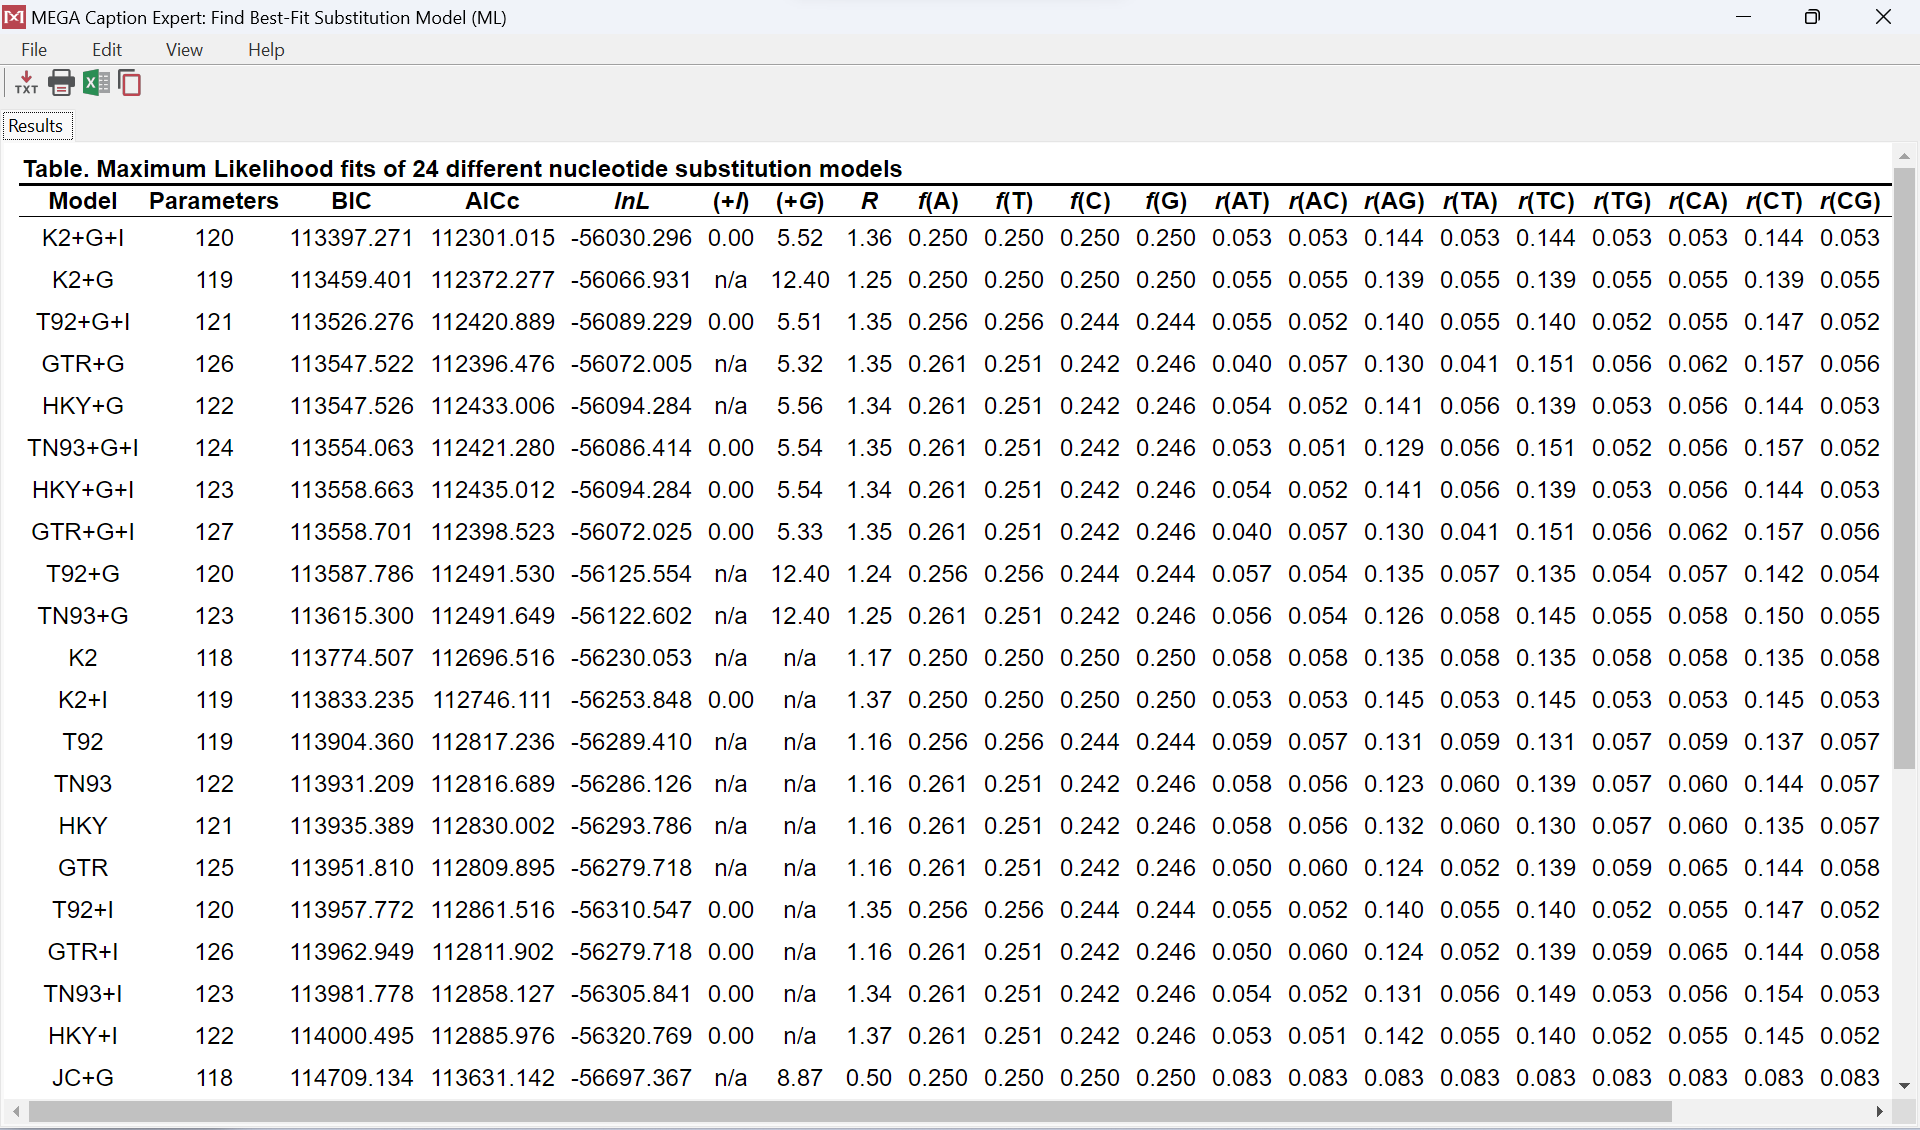 MEGA Caption Expert: Find Best-Fit Substitution Model (ML)
File Edit View Help
TXT
Results
Table. Maximum Likelihood fits of 24 different nucleotide substitution models
Model Parameters BIC AICc lnL (+I) (+G) R f(A) f(T) f(C) f(G) r(AT) r(AC) r(AG) r(TA) r(TC) r(TG) r(CA) r(CT) r(CG)
K2+G+I 120 113397.271 112301.015 -56030.296 0.00 5.52 1.36 0.250 0.250 0.250 0.250 0.053 0.053 0.144 0.053 0.144 0.053 0.053 0.144 0.053
K2+G 119 113459.401 112372.277 -56066.931 n/a 12.40 1.25 0.250 0.250 0.250 0.250 0.055 0.055 0.139 0.055 0.139 0.055 0.055 0.139 0.055
T92+G+I 121 113526.276 112420.889 -56089.229 0.00 5.51 1.35 0.256 0.256 0.244 0.244 0.055 0.052 0.140 0.055 0.140 0.052 0.055 0.147 0.052
GTR+G 126 113547.522 112396.476 -56072.005 n/a 5.32 1.35 0.261 0.251 0.242 0.246 0.040 0.057 0.130 0.041 0.151 0.056 0.062 0.157 0.056
HKY+G 122 113547.526 112433.006 -56094.284 n/a 5.56 1.34 0.261 0.251 0.242 0.246 0.054 0.052 0.141 0.056 0.139 0.053 0.056 0.144 0.053
TN93+G+I 124 113554.063 112421.280 -56086.414 0.00 5.54 1.35 0.261 0.251 0.242 0.246 0.053 0.051 0.129 0.056 0.151 0.052 0.056 0.157 0.052
HKY+G+I 123 113558.663 112435.012 -56094.284 0.00 5.54 1.34 0.261 0.251 0.242 0.246 0.054 0.052 0.141 0.056 0.139 0.053 0.056 0.144 0.053
GTR+G+I 127 113558.701 112398.523 -56072.025 0.00 5.33 1.35 0.261 0.251 0.242 0.246 0.040 0.057 0.130 0.041 0.151 0.056 0.062 0.157 0.056
T92+G 120 113587.786 112491.530 -56125.554 n/a 12.40 1.24 0.256 0.256 0.244 0.244 0.057 0.054 0.135 0.057 0.135 0.054 0.057 0.142 0.054
TN93+G 123 113615.300 112491.649 -56122.602 n/a 12.40 1.25 0.261 0.251 0.242 0.246 0.056 0.054 0.126 0.058 0.145 0.055 0.058 0.150 0.055
K2 118 113774.507 112696.516 -56230.053 n/a n/a 1.17 0.250 0.250 0.250 0.250 0.058 0.058 0.135 0.058 0.135 0.058 0.058 0.135 0.058
K2+I 119 113833.235 112746.111 -56253.848 0.00 n/a 1.37 0.250 0.250 0.250 0.250 0.053 0.053 0.145 0.053 0.145 0.053 0.053 0.145 0.053
T92 119 113904.360 112817.236 -56289.410 n/a n/a 1.16 0.256 0.256 0.244 0.244 0.059 0.057 0.131 0.059 0.131 0.057 0.059 0.137 0.057
TN93 122 113931.209 112816.689 -56286.126 n/a n/a 1.16 0.261 0.251 0.242 0.246 0.058 0.056 0.123 0.060 0.139 0.057 0.060 0.144 0.057
HKY 121 113935.389 112830.002 -56293.786 n/a n/a 1.16 0.261 0.251 0.242 0.246 0.058 0.056 0.132 0.060 0.130 0.057 0.060 0.135 0.057
GTR 125 113951.810 112809.895 -56279.718 n/a n/a 1.16 0.261 0.251 0.242 0.246 0.050 0.060 0.124 0.052 0.139 0.059 0.065 0.144 0.058
T92+I 120 113957.772 112861.516 -56310.547 0.00 n/a 1.35 0.256 0.256 0.244 0.244 0.055 0.052 0.140 0.055 0.140 0.052 0.055 0.147 0.052
GTR+I 126 113962.949 112811.902 -56279.718 0.00 n/a 1.16 0.261 0.251 0.242 0.246 0.050 0.060 0.124 0.052 0.139 0.059 0.065 0.144 0.058
TN93+I 123 113981.778 112858.127 -56305.841 0.00 n/a 1.34 0.261 0.251 0.242 0.246 0.054 0.052 0.131 0.056 0.149 0.053 0.056 0.154 0.053
HKY+I 122 114000.495 112885.976 -56320.769 0.00 n/a 1.37 0.261 0.251 0.242 0.246 0.053 0.051 0.142 0.055 0.140 0.052 0.055 0.145 0.052
JC+G 118 114709.134 113631.142 -56697.367 n/a 8.87 0.50 0.250 0.250 0.250 0.250 0.083 0.083 0.083 0.083 0.083 0.083 0.083 0.083 0.083